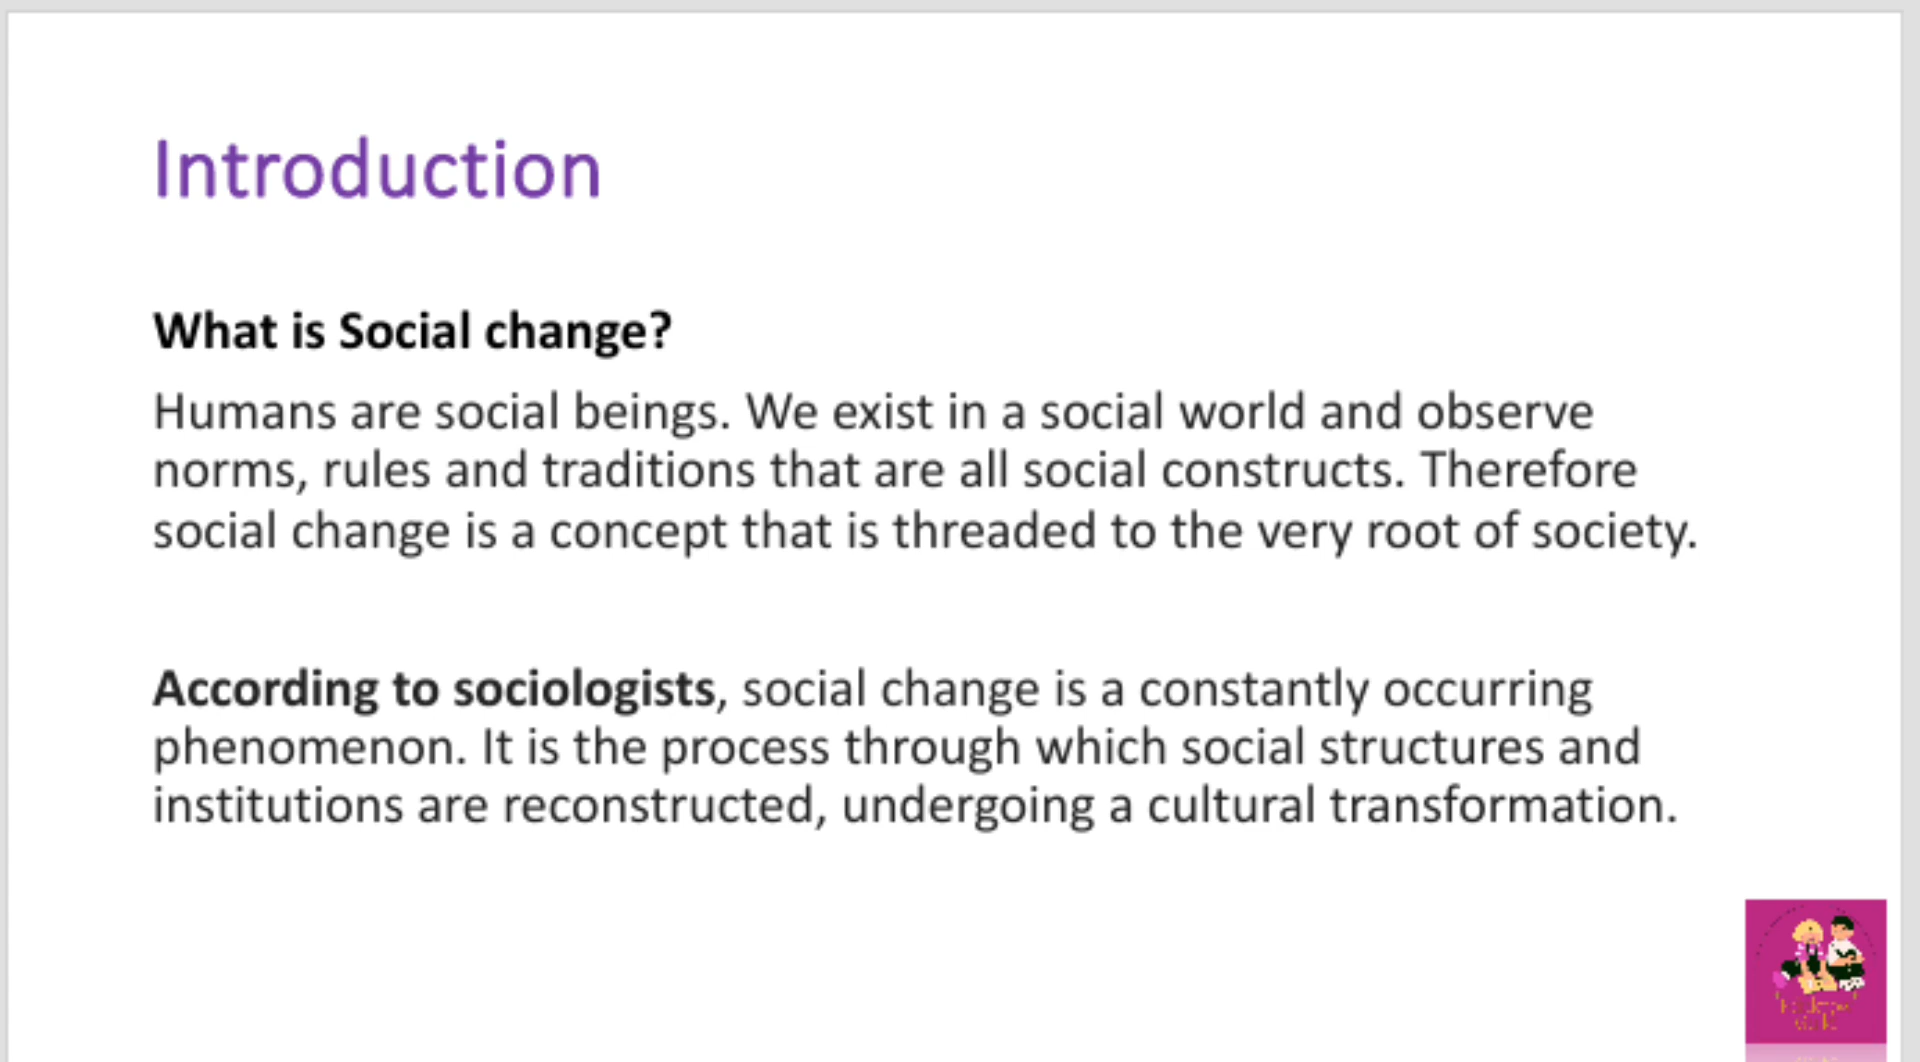 Introduction
What is Social change?
Humans are social beings. We exist in a social world and observe
norms, rules and traditions that are all social constructs. Therefore
social change is a concept that is threaded to the very root of society.
According to sociologists, social change is a constantly occurring
phenomenon. It is the process through which social structures and
institutions are reconstructed, undergoing a cultural transformation.